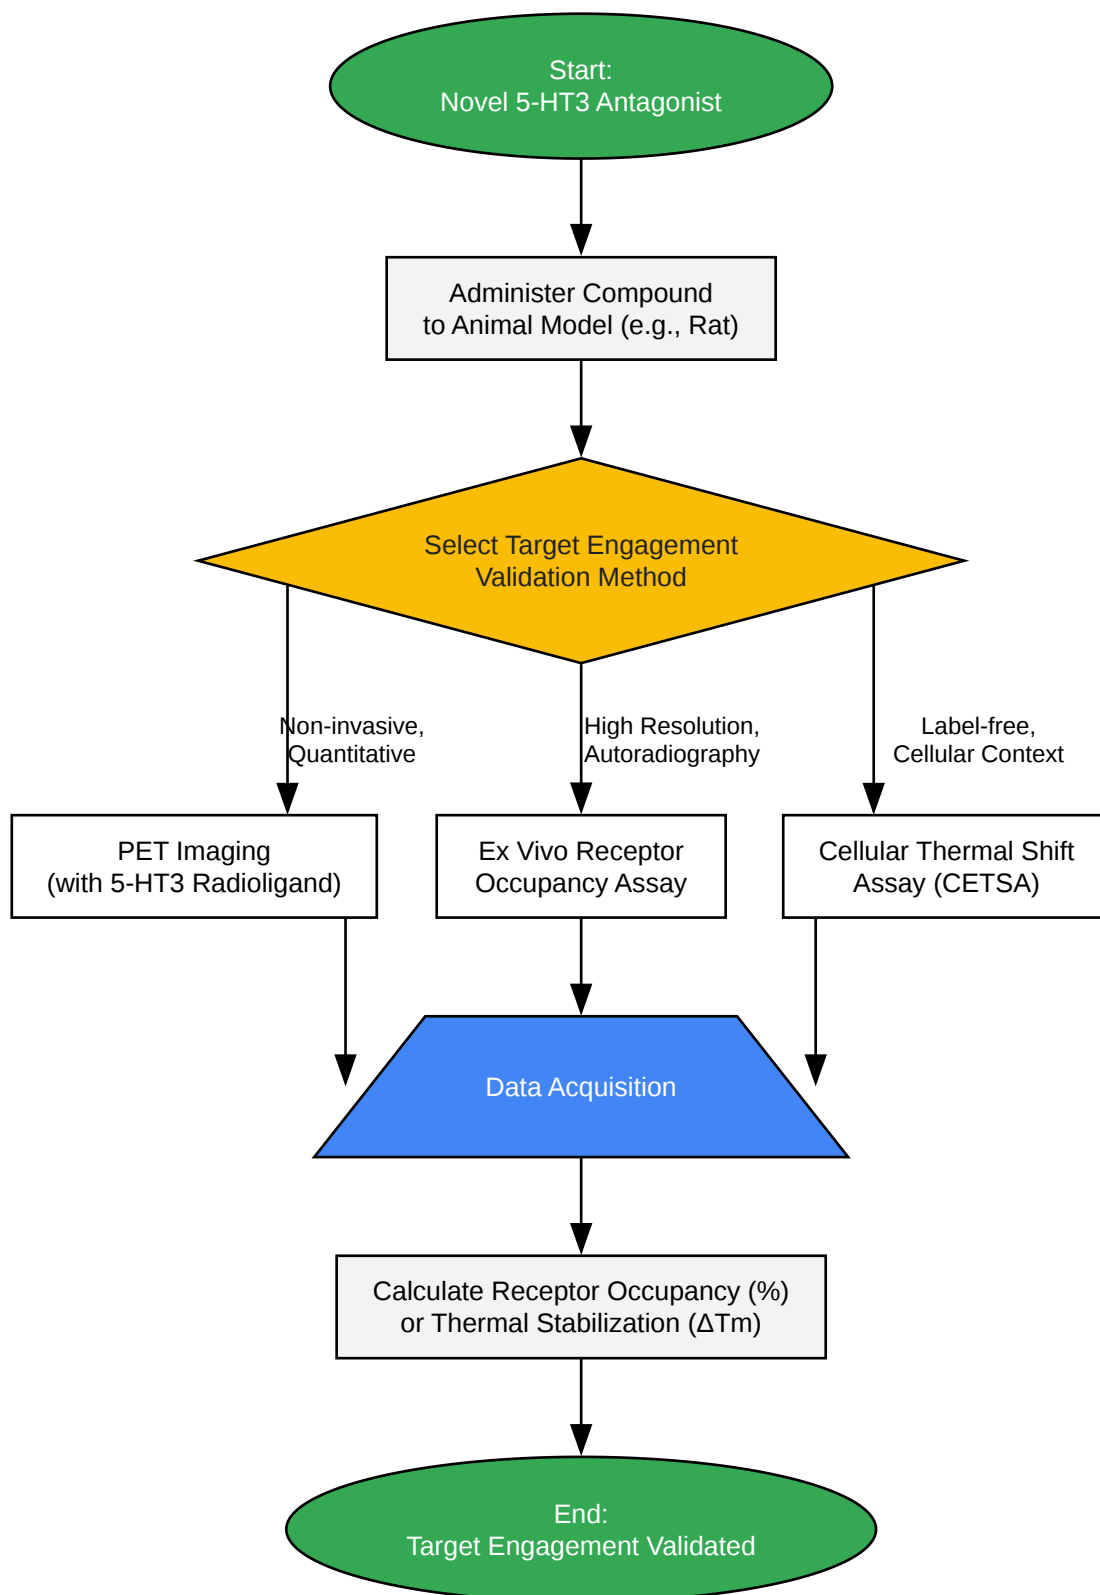 Start:
Novel 5-HT3 Antagonist
Administer Compound
to Animal Model (e.g., Rat)
Select Target Engagement
Validation Method
Non-invasive,
Quantitative
High Resolution,
Autoradiography
Label-free,
Cellular Context
PET Imaging
(with 5-HT3 Radioligand)
Ex Vivo Receptor
Occupancy Assay
Cellular Thermal Shift
Assay (CETSA)
Data Acquisition
Calculate Receptor Occupancy (%)
or Thermal Stabilization (ΔTm)
End:
Target Engagement Validated